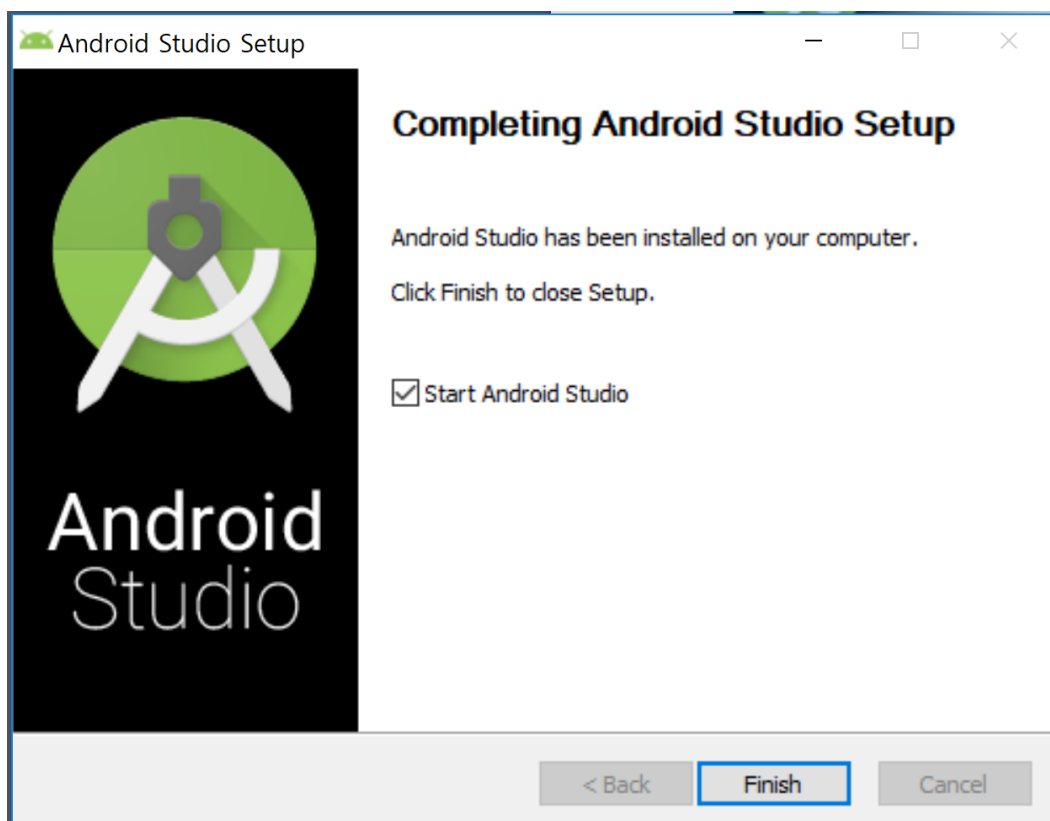 Android Studio Setup
Completing Android Studio Setup
Android Studio has been installed on your computer.
Click Finish to close Setup.
Start Android Studio
Android
Studio
< Back
Finish
Cancel